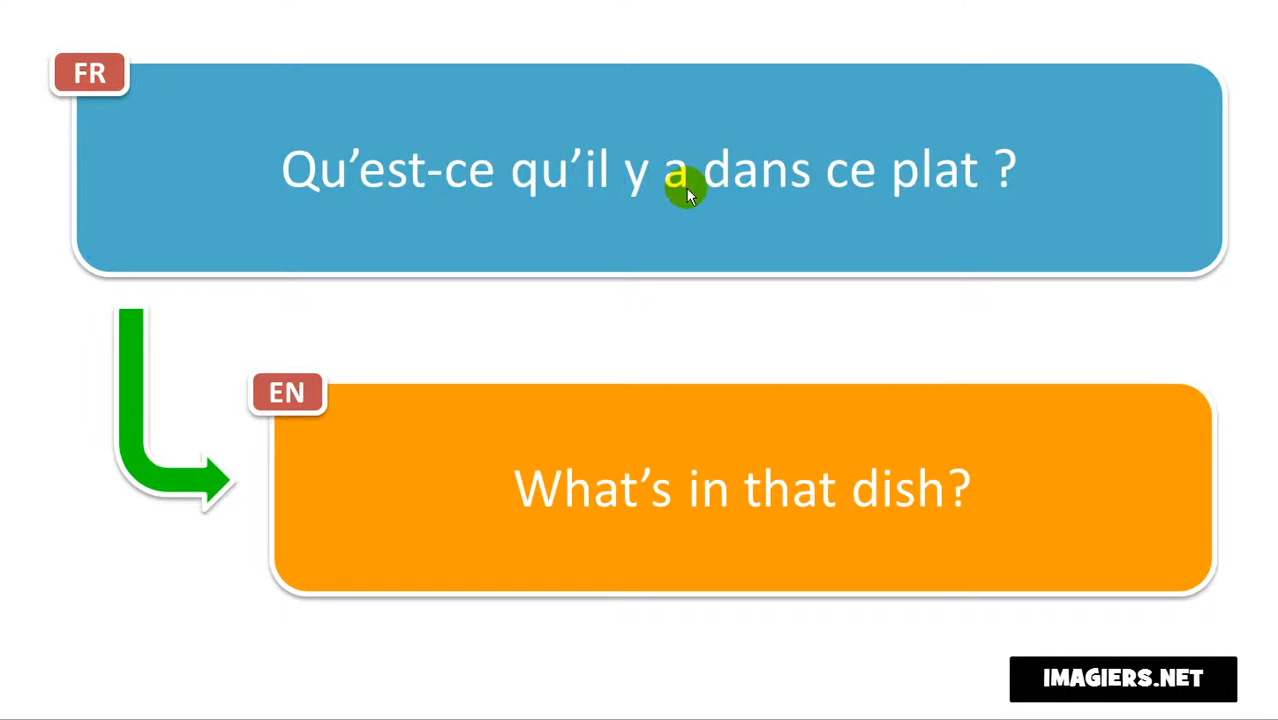 FR
Qu’est-ce qu’il y a dans ce plat ?
EN
What’s in that dish?
IMAGIERS.NET